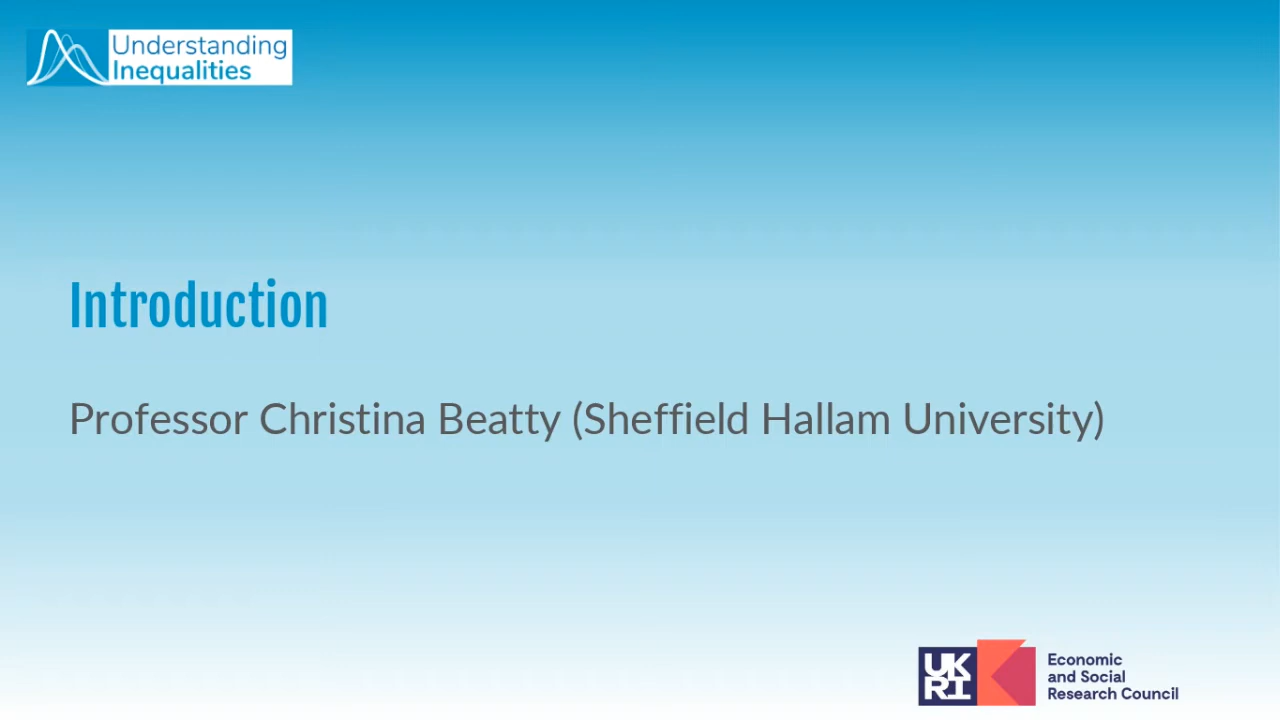 Understanding
Inequalities
Introduction
Professor Christina Beatty (Sheffield Hallam University)
UK
RI
Economic
and Social
Research Council